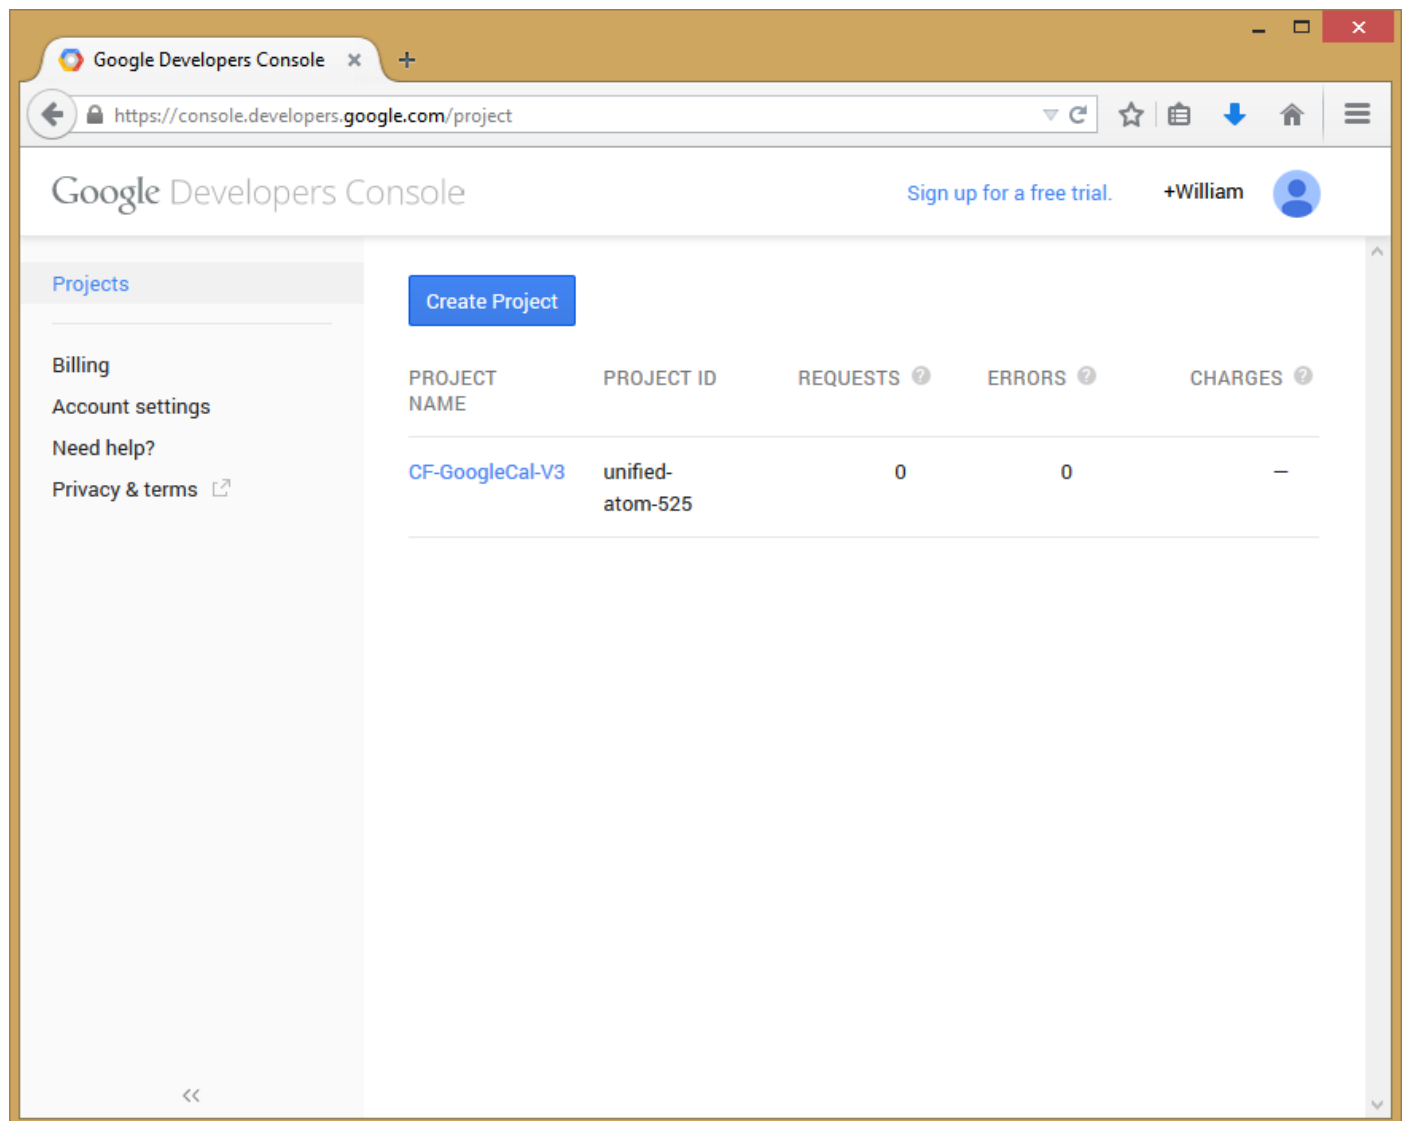 Google Developers Console
https://console.developers.google.com/project
Google Developers Console
Sign up for a free trial.
+William
Projects
Billing
Account settings
Need help?
Privacy & terms
Create Project
PROJECT NAME
PROJECT ID
REQUESTS
ERRORS
CHARGES
CF-GoogleCal-V3
unified-
atom-525
0
0
—